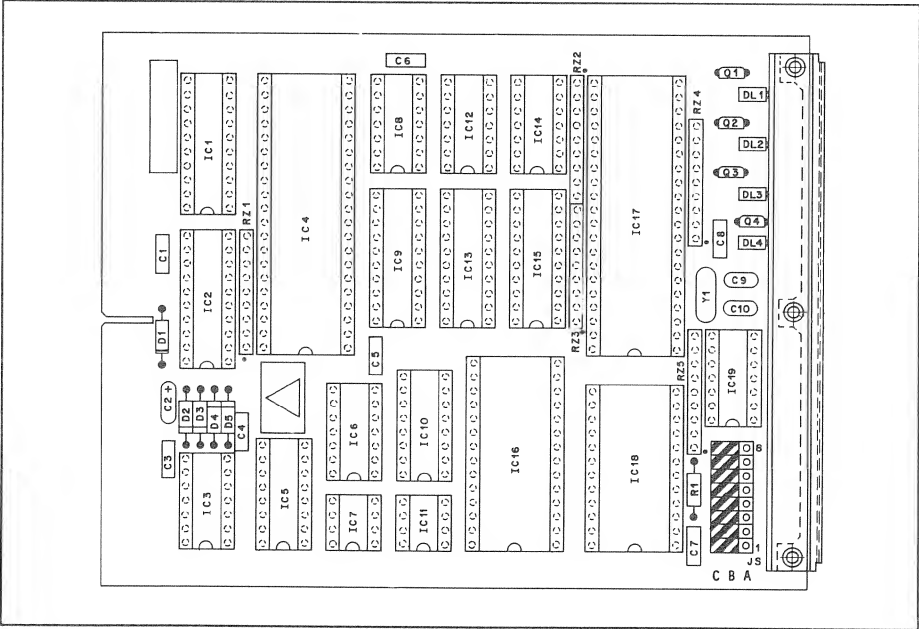 C6
RZ2
Q1
DL1
IC1
IC8
IC12
IC14
RZ4
Q2
DL2
Q3
IC4
DL3
RZ1
IC17
Q4
C1
C8
DL4
IC2
IC9
IC13
IC15
Y1
C9
C10
D1
RZ3
C5
RZ5
C2 +
IC19
D2
D3
D4
D5
C4
IC6
IC10
C3
IC16
IC18
8
IC3
IC5
R1
IC7
IC11
C7
1
JS
C B A